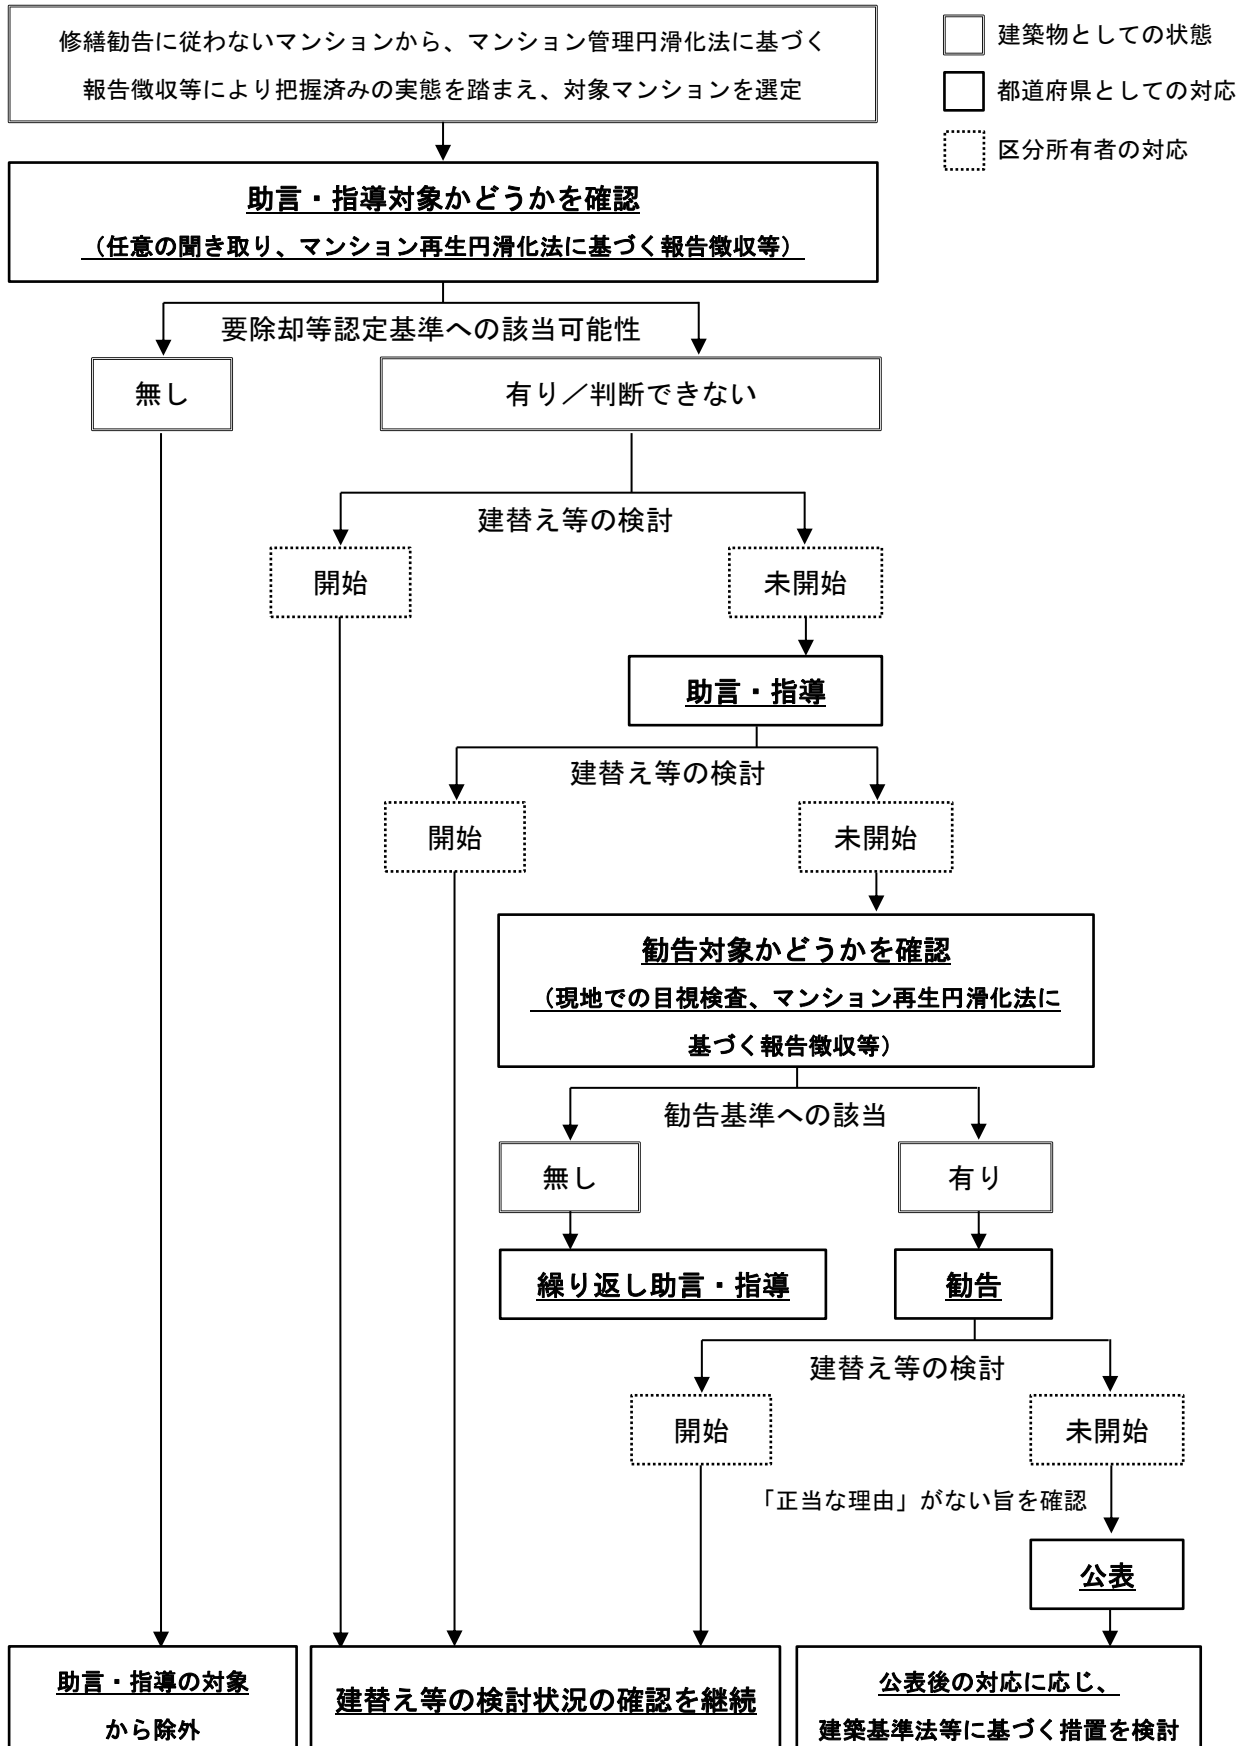 修繕勧告に従わないマンションから、マンション管理円滑化法に基づく
報告徴収等により把握済みの実態を踏まえ、対象マンションを選定
建築物としての状態
都道府県としての対応
区分所有者の対応
助言・指導対象かどうかを確認
（任意の聞き取り、マンション再生円滑化法に基づく報告徴収等）
要除却等認定基準への該当可能性
無し
有り／判断できない
建替え等の検討
開始
未開始
助言・指導
建替え等の検討
開始
未開始
勧告対象かどうかを確認
（現地での目視検査、マンション再生円滑化法に
基づく報告徴収等）
勧告基準への該当
無し
有り
繰り返し助言・指導
勧告
建替え等の検討
開始
未開始
「正当な理由」がない旨を確認
公表
助言・指導の対象
から除外
建替え等の検討状況の確認を継続
公表後の対応に応じ、
建築基準法等に基づく措置を検討